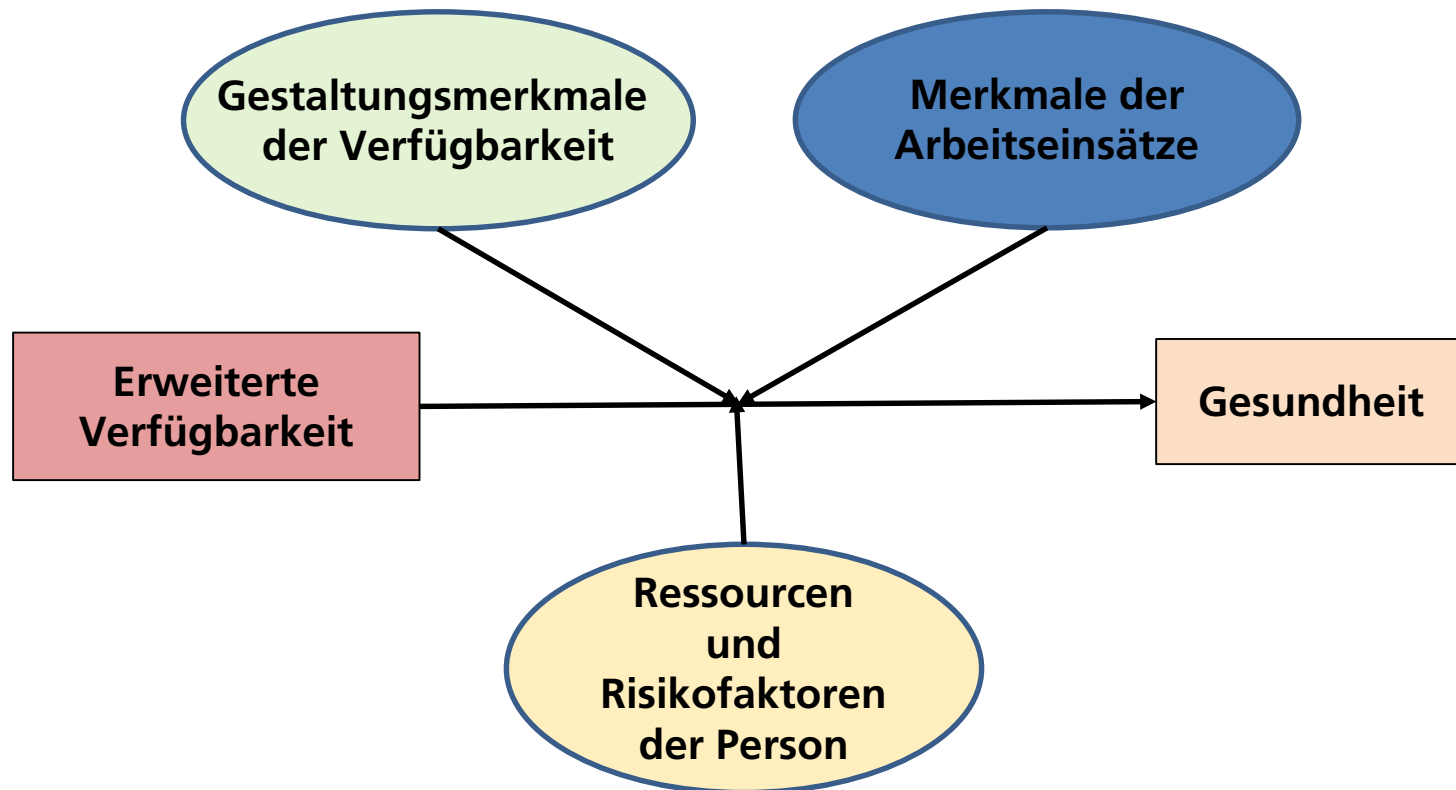 Gestaltungsmerkmale
der Verfügbarkeit
Merkmale der
Arbeitseinsätze
Erweiterte
Verfügbarkeit
Gesundheit
Ressourcen
und
Risikofaktoren
der Person